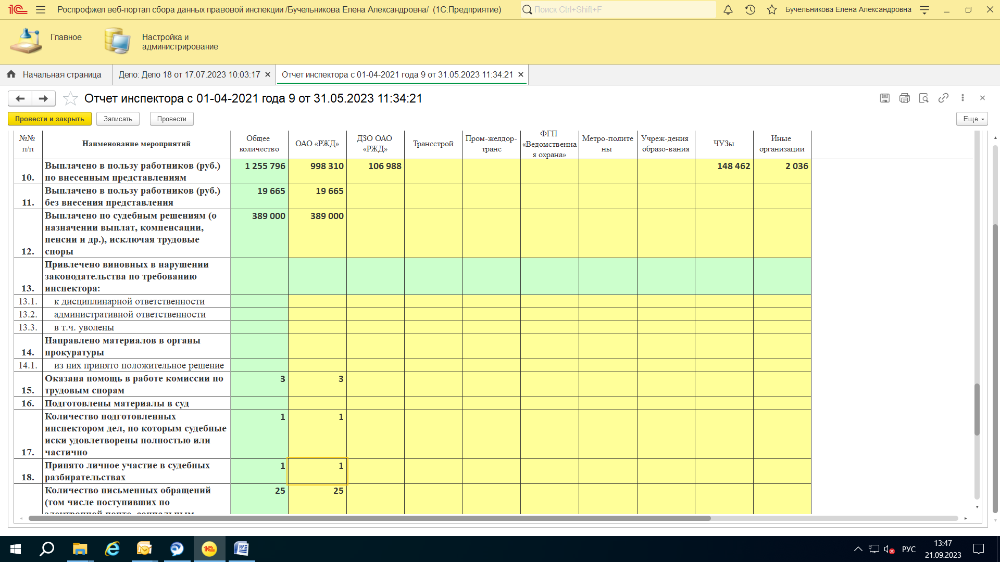 Роспрофжел веб-портал сбора данных правовой инспекции /Бучельникова Елена Александровна/ (1С:Предприятие)
Поиск Ctrl+Shift+F
Бучельникова Елена Александровна
Главное
Настройка и
администрирование
Начальная страница
Дело: Дело 18 от 17.07.2023 10:03:17
Отчет инспектора с 01-04-2021 года 9 от 31.05.2023 11:34:21
Отчет инспектора с 01-04-2021 года 9 от 31.05.2023 11:34:21
Провести и закрыть
Записать
Провести
Еще
№№
п/п
Наименование мероприятий
Общее
количество
ОАО «РЖД»
ДЗО ОАО
«РЖД»
Трансстрой
Пром-желдор-
транс
ФГП
«Ведомственна
я охрана»
Метро-полите
ны
Учреж-дения
образо-вания
ЧУЗы
Иные
организации
10.
Выплачено в пользу работников (руб.)
по внесенным представлениям
1 255 796
998 310
106 988
148 462
2 036
11.
Выплачено в пользу работников (руб.)
без внесения представления
19 665
19 665
12.
Выплачено по судебным решениям (о
назначении выплат, компенсации,
пенсии и др.), исключая трудовые
споры
389 000
389 000
13.
Привлечено виновных в нарушении
законодательства по требованию
инспектора:
13.1.
к дисциплинарной ответственности
13.2.
административной ответственности
13.3.
в т.ч. уволены
14.
Направлено материалов в органы
прокуратуры
14.1.
из них принято положительное решение
15.
Оказана помощь в работе комиссии по
трудовым спорам
3
3
16.
Подготовлены материалы в суд
17.
Количество подготовленных
инспектором дел, по которым судебные
иски удовлетворены полностью или
частично
1
1
18.
Принято личное участие в судебных
разбирательствах
1
1
Количество письменных обращений
(том числе поступивших по
электронной почте, социальным
25
25
РУС
13:47
21.09.2023